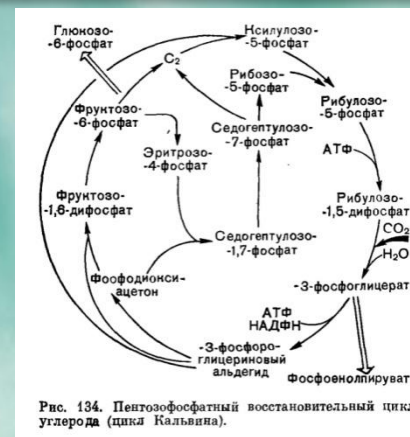 Глюкозо-
-6-фосфат
C₂
Ксилулозо-
-5-фосфат
Рибозо-
-5-фосфат
Рибулозо-
-5-фосфат
Фруктозо-
-6-фосфат
Седогептулозо-
-7-фосфат
АТФ
Эритрозо-
-4-фосфат
Фруктозо-
-1,6-дифосфат
Рибулозо-
-1,5-дифосфат
CO₂
H₂O
Седогептулозо-
-1,7-фосфат
Фоофодиокси-
ацетон
-3-фосфоглицерат
АТФ
НАДФН
-3-фосфоро-
глицериновый
альдегид
Фосфоенолпируват
Рис. 134. Пентозофосфатный восстановительный цикл
углерода (цикл Кальвина).